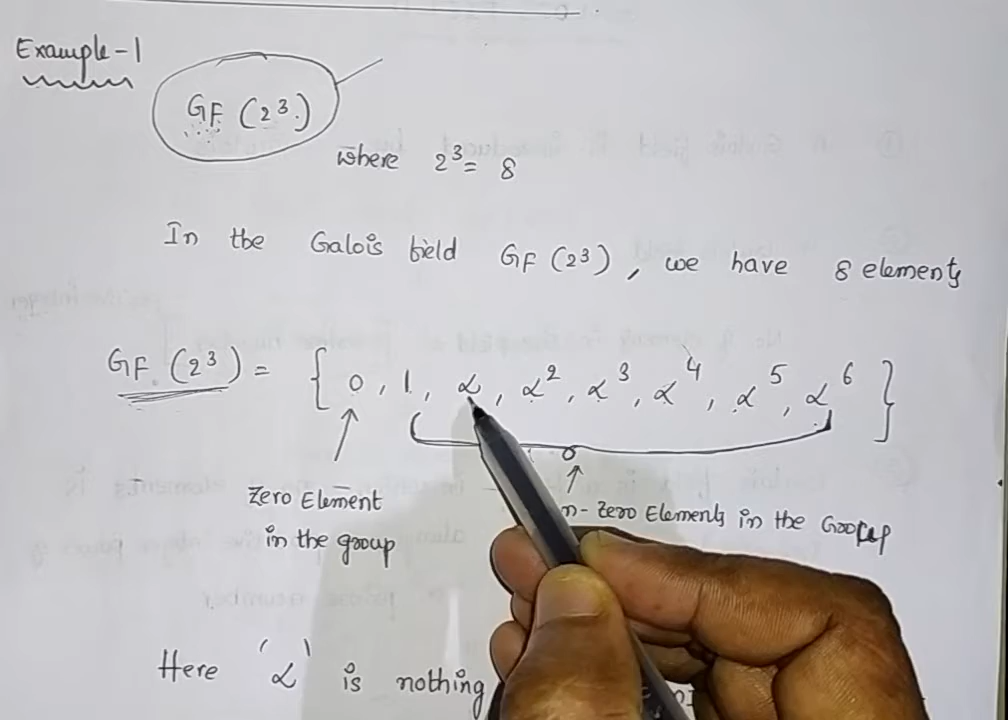 Example-1
GF (2³)
where 2³ = 8
In the Galois field GF (2³), we have 8 elements
GF (2³) = { 0, 1, α, α², α³, α⁴, α⁵, α⁶ }
Zero Element
in the group
n-Zero Elements in the Group
Here 'α' is nothing